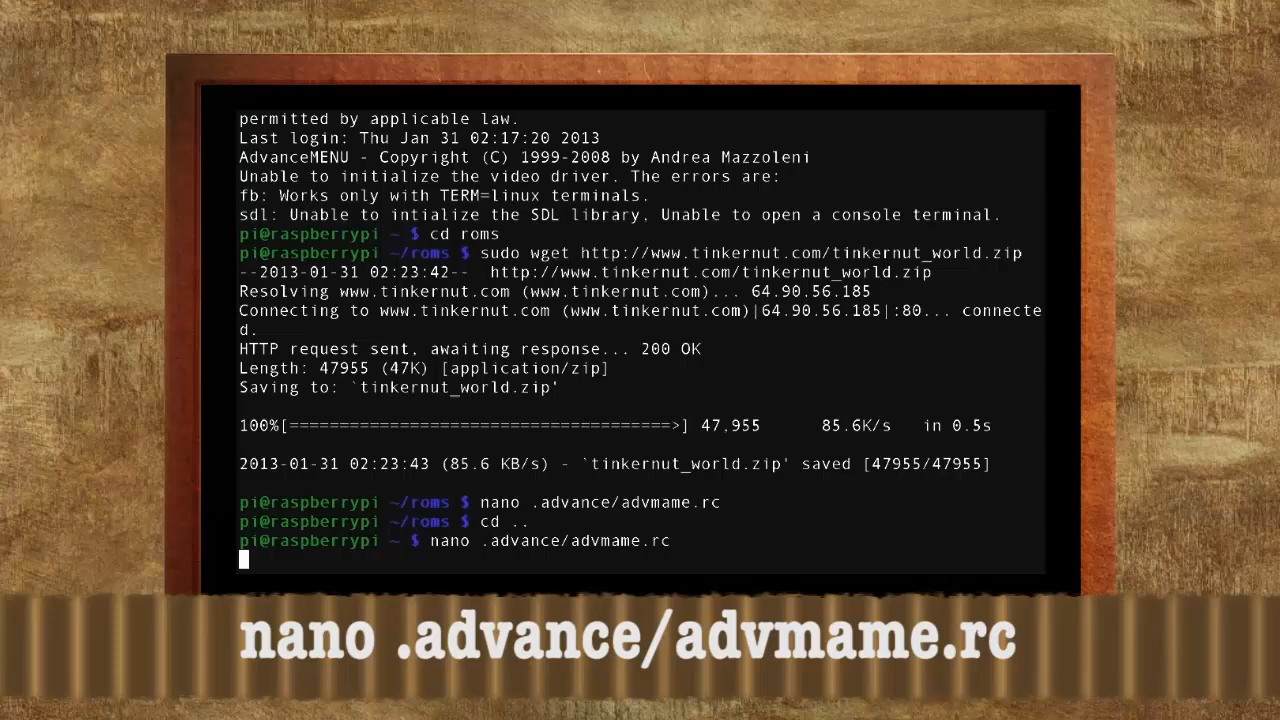 permitted by applicable law.
Last login: Thu Jan 31 02:17:20 2013
AdvanceMENU - Copyright (C) 1999-2008 by Andrea Mazzoleni
Unable to initialize the video driver. The errors are:
fb: Works only with TERM=linux terminals.
sdl: Unable to intialize the SDL library, Unable to open a console terminal.
pi@raspberrypi ~ $ cd roms
pi@raspberrypi ~/roms $ sudo wget http://www.tinkernut.com/tinkernut_world.zip
--2013-01-31 02:23:42--  http://www.tinkernut.com/tinkernut_world.zip
Resolving www.tinkernut.com (www.tinkernut.com)... 64.90.56.185
Connecting to www.tinkernut.com (www.tinkernut.com)|64.90.56.185|:80... connecte
d.
HTTP request sent, awaiting response... 200 OK
Length: 47955 (47K) [application/zip]
Saving to: `tinkernut_world.zip'
100%[======================================>] 47,955      85.6K/s   in 0.5s
2013-01-31 02:23:43 (85.6 KB/s) - `tinkernut_world.zip' saved [47955/47955]
pi@raspberrypi ~/roms $ nano .advance/advmame.rc
pi@raspberrypi ~/roms $ cd ..
pi@raspberrypi ~ $ nano .advance/advmame.rc
nano .advance/advmame.rc